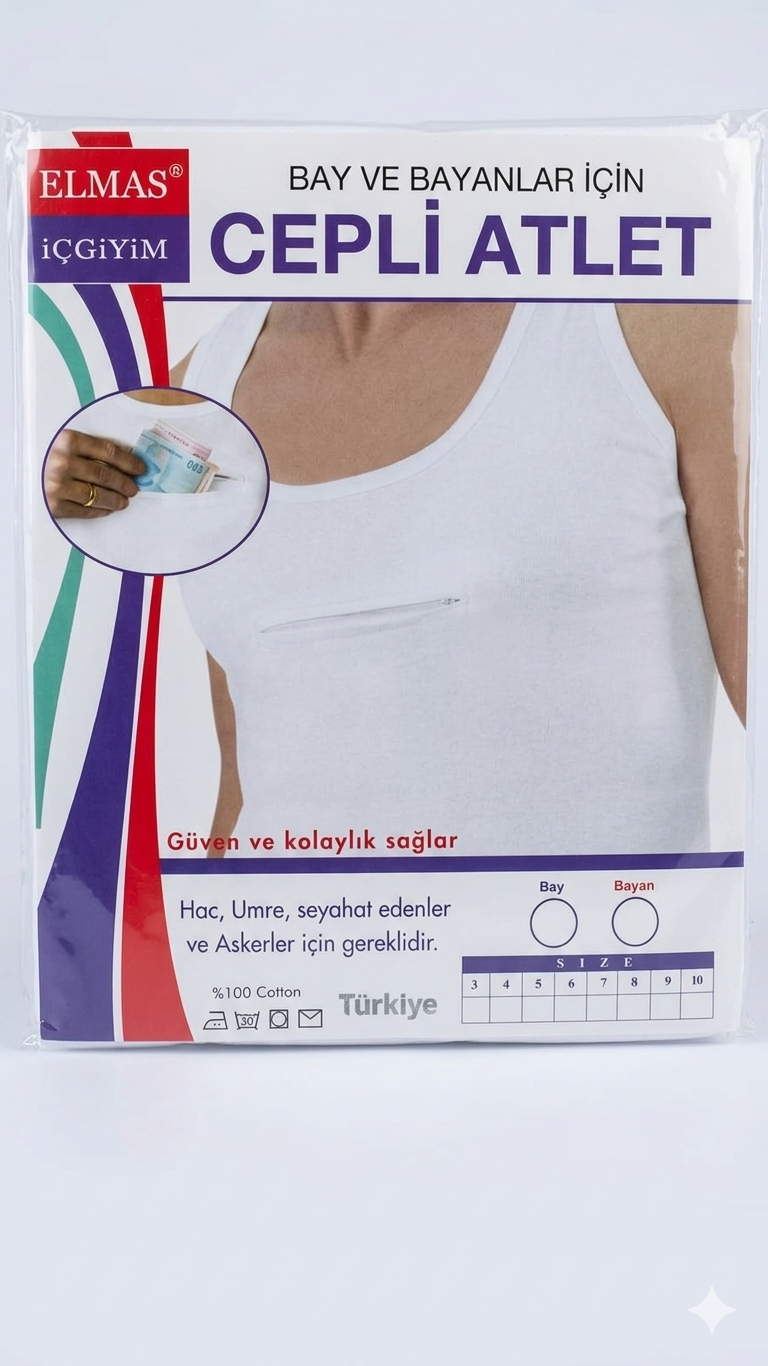 ELMAS®
İÇGİYİM
BAY VE BAYANLAR İÇİN
CEPLİ ATLET
Güven ve kolaylık sağlar
Hac, Umre, seyahat edenler
ve Askerler için gereklidir.
%100 Cotton
30
Türkiye
Bay Bayan
SIZE
3 4 5 6 7 8 9 10